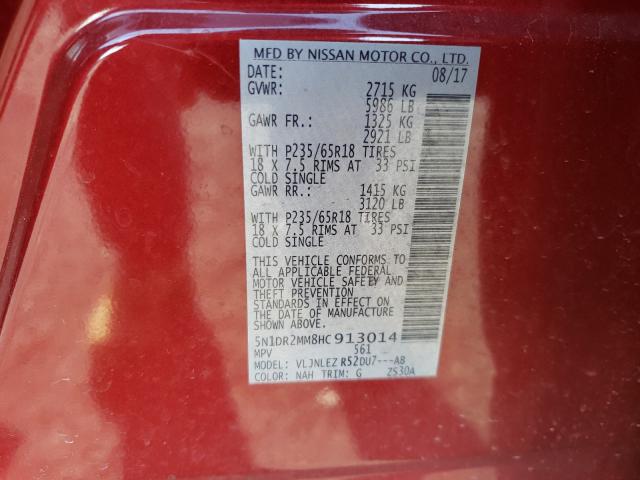 MFD BY NISSAN MOTOR CO., LTD.
DATE: 08/17
GVWR: 2715 KG
5986 LB
GAWR FR.: 1325 KG
2921 LB
WITH P235/65R18 TIRES
18 X 7.5 RIMS AT 33 PSI
COLD SINGLE
GAWR RR.: 1415 KG
3120 LB
WITH P235/65R18 TIRES
18 X 7.5 RIMS AT 33 PSI
COLD SINGLE
THIS VEHICLE CONFORMS TO
ALL APPLICABLE FEDERAL
MOTOR VEHICLE SAFETY AND
THEFT PREVENTION
STANDARDS IN EFFECT ON
THE DATE OF MANUFACTURE
SHOWN ABOVE.
5N1DR2MM8HC913014
MPV 561
MODEL: VLJNLEZ R52DU7---AB
COLOR: NAH TRIM: G ZS30A